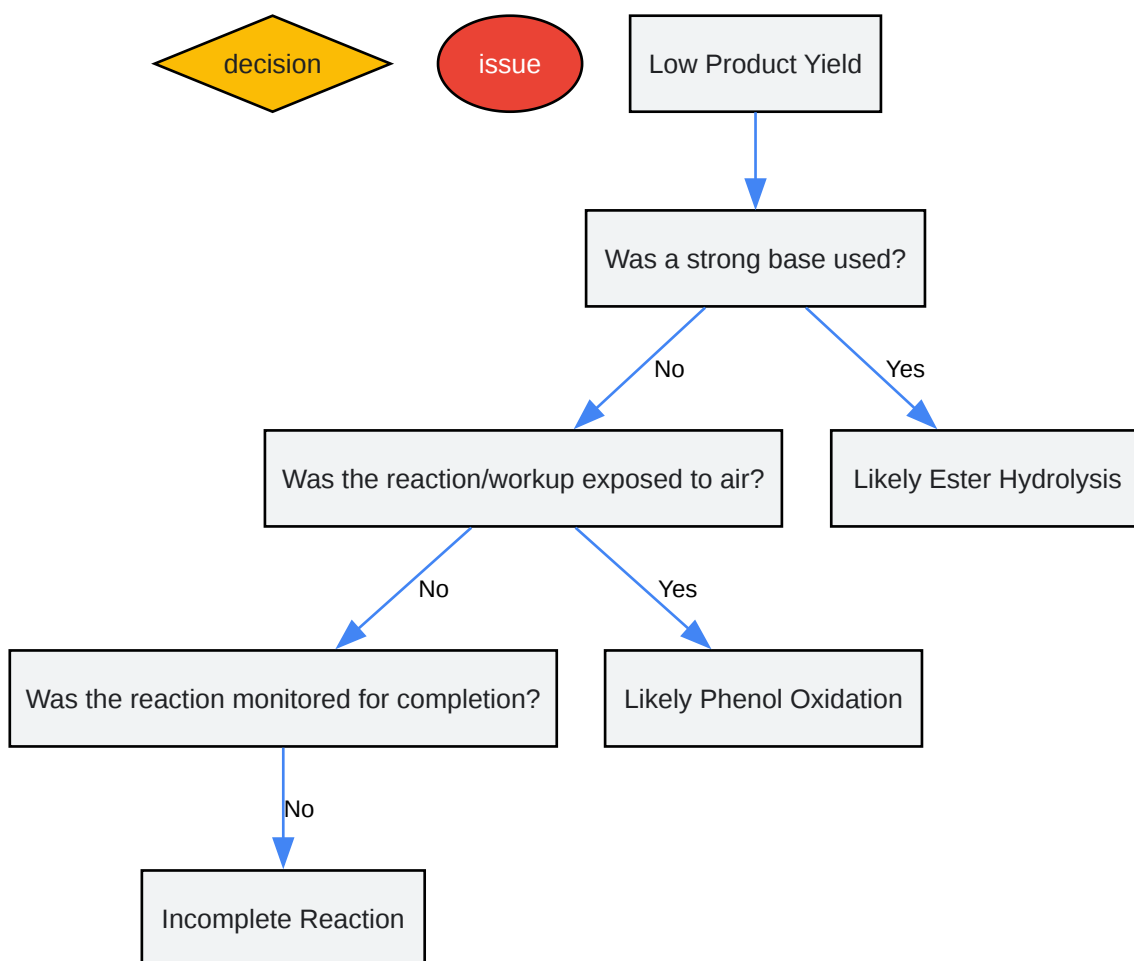 decision
issue
Low Product Yield
Was a strong base used?
No
Yes
Was the reaction/workup exposed to air?
Likely Ester Hydrolysis
No
Yes
Was the reaction monitored for completion?
Likely Phenol Oxidation
No
Incomplete Reaction